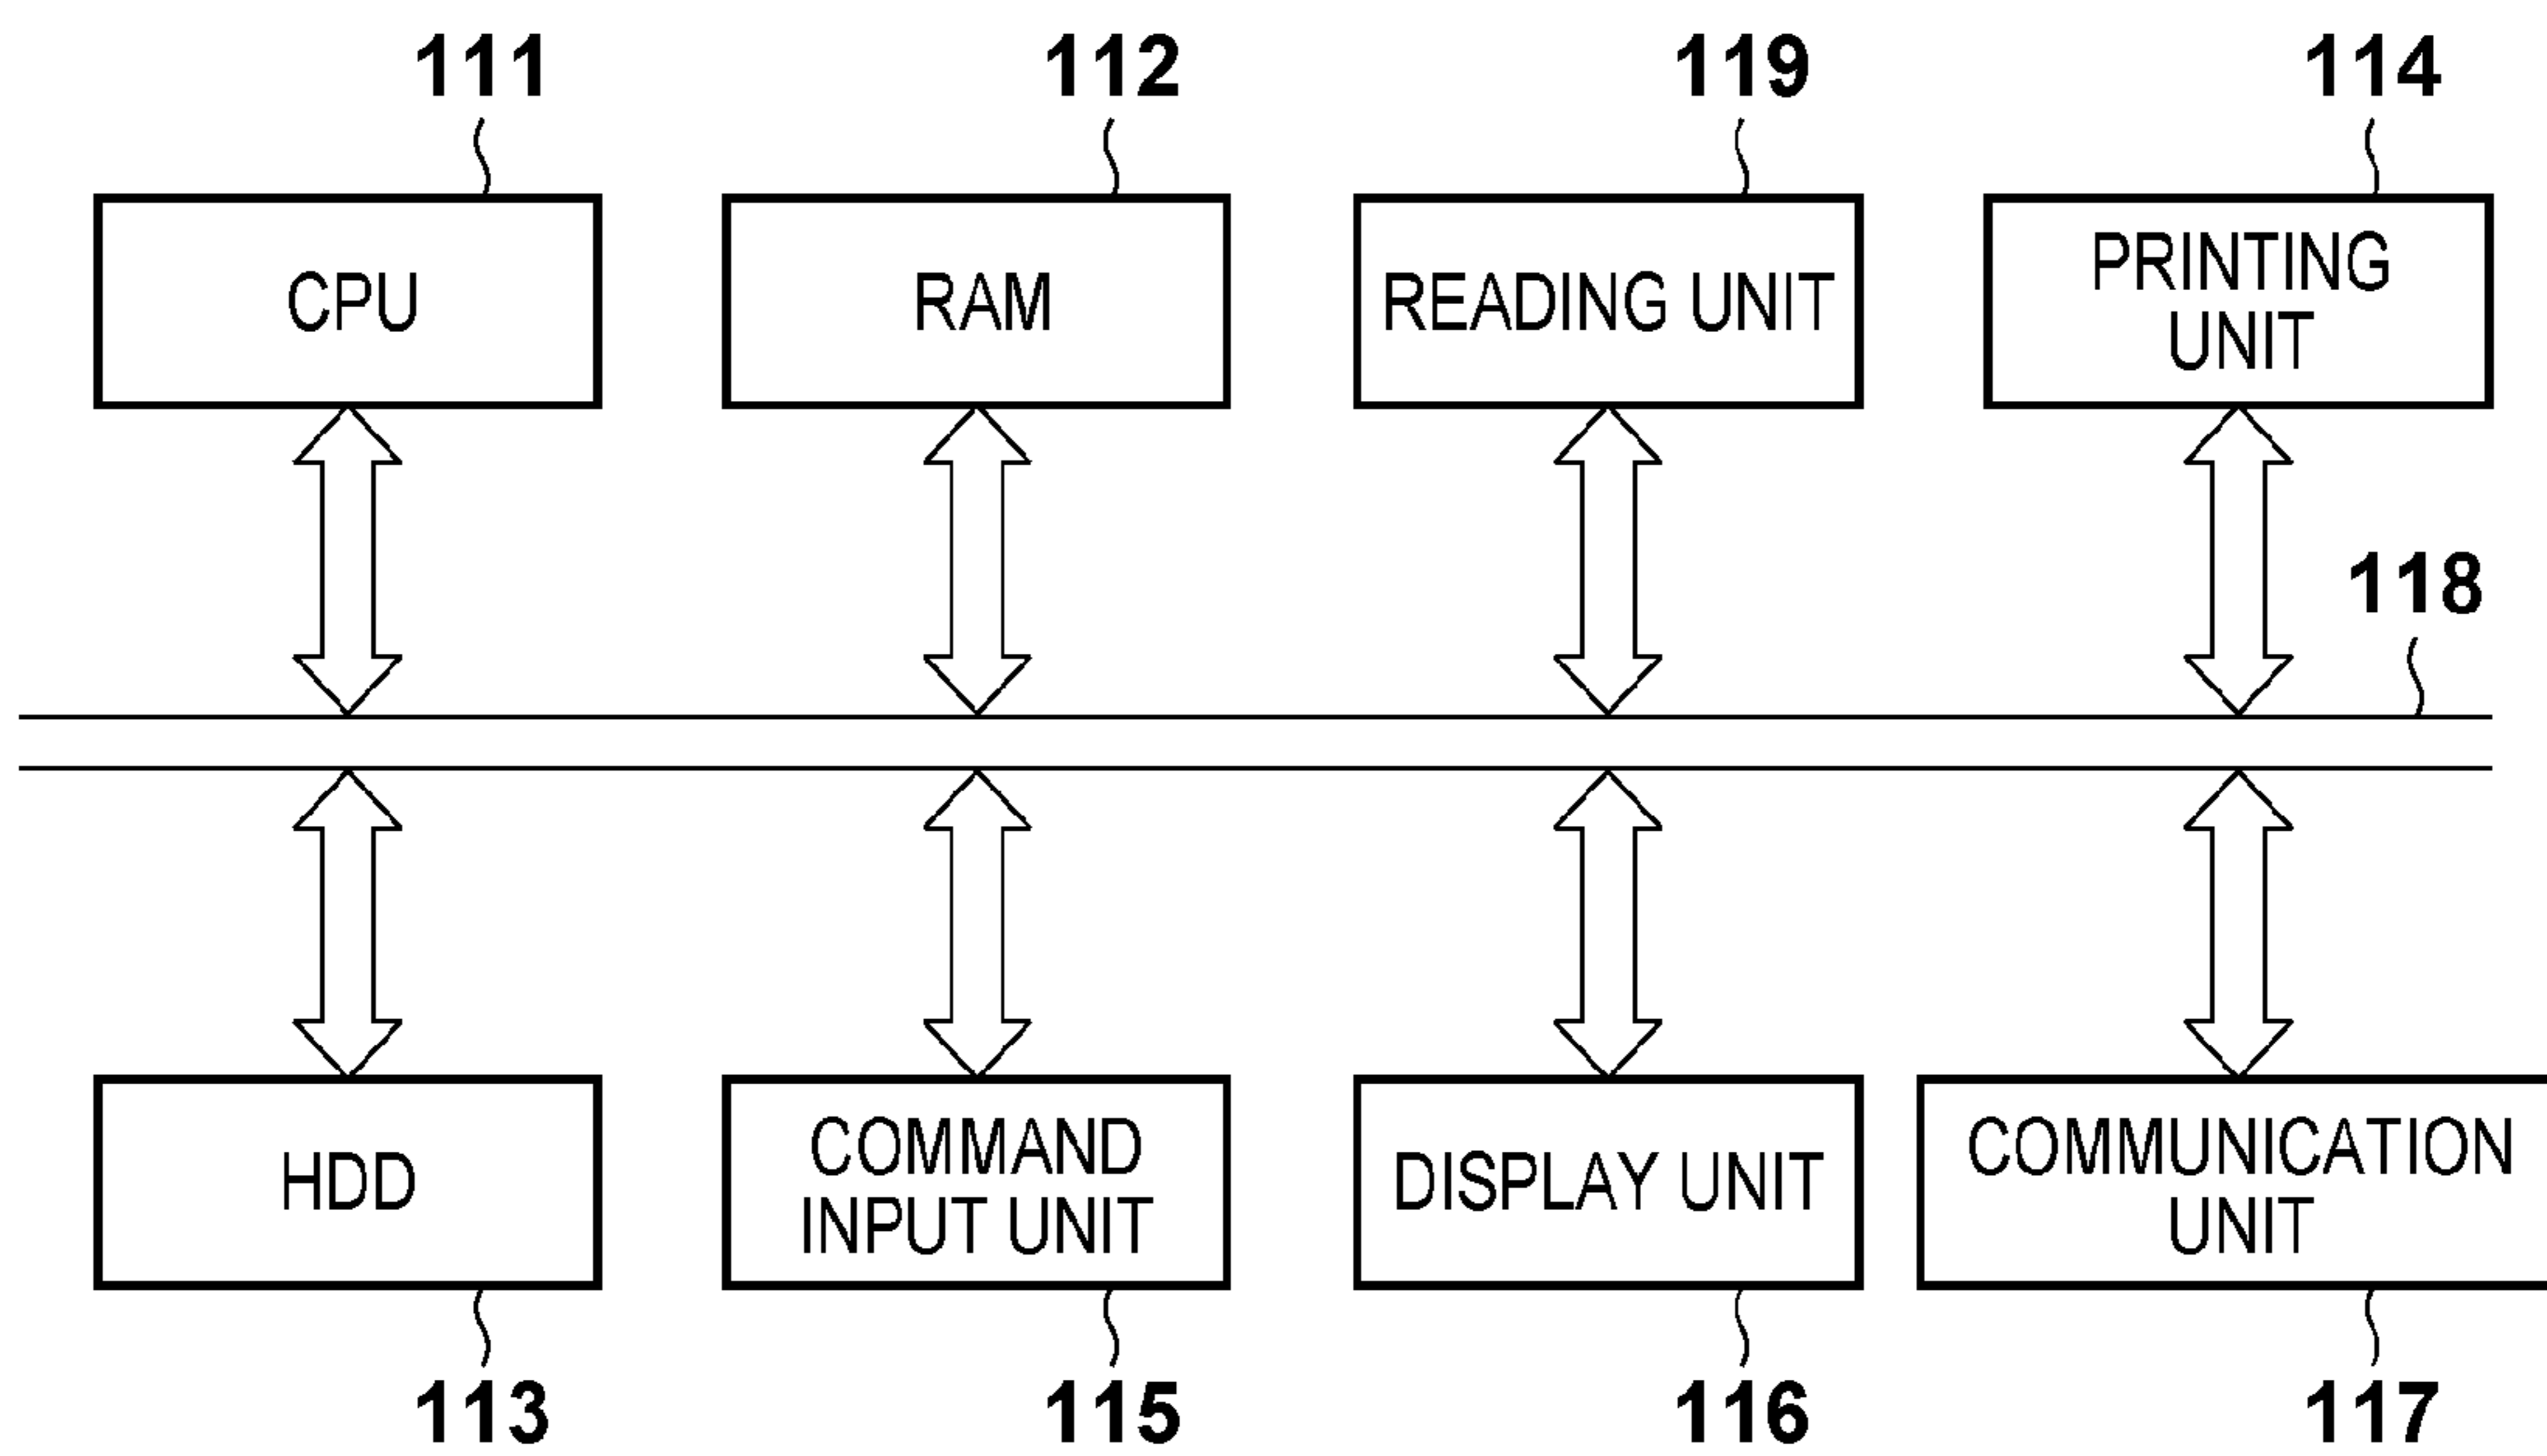 111
112
119
114
CPU
RAM
READING UNIT
PRINTING
UNIT
118
HDD
COMMAND
INPUT UNIT
DISPLAY UNIT
COMMUNICATION
UNIT
113
115
116
117